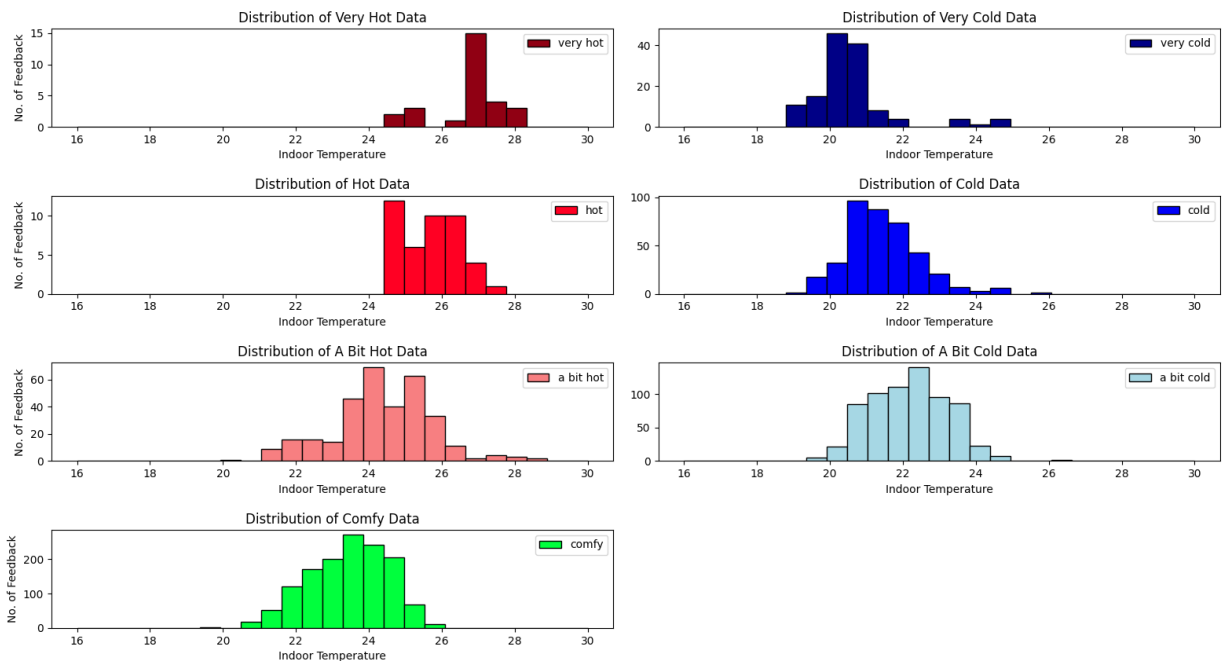 Distribution of Very Hot Data
very hot
No. of Feedback
15
10
5
0
16 18 20 22 24 26 28 30
Indoor Temperature
Distribution of Very Cold Data
very cold
40
20
0
16 18 20 22 24 26 28 30
Indoor Temperature
Distribution of Hot Data
hot
No. of Feedback
10
5
0
16 18 20 22 24 26 28 30
Indoor Temperature
Distribution of Cold Data
cold
100
50
0
16 18 20 22 24 26 28 30
Indoor Temperature
Distribution of A Bit Hot Data
a bit hot
No. of Feedback
60
40
20
0
16 18 20 22 24 26 28 30
Indoor Temperature
Distribution of A Bit Cold Data
a bit cold
100
50
0
16 18 20 22 24 26 28 30
Indoor Temperature
Distribution of Comfy Data
comfy
No. of Feedback
200
100
0
16 18 20 22 24 26 28 30
Indoor Temperature